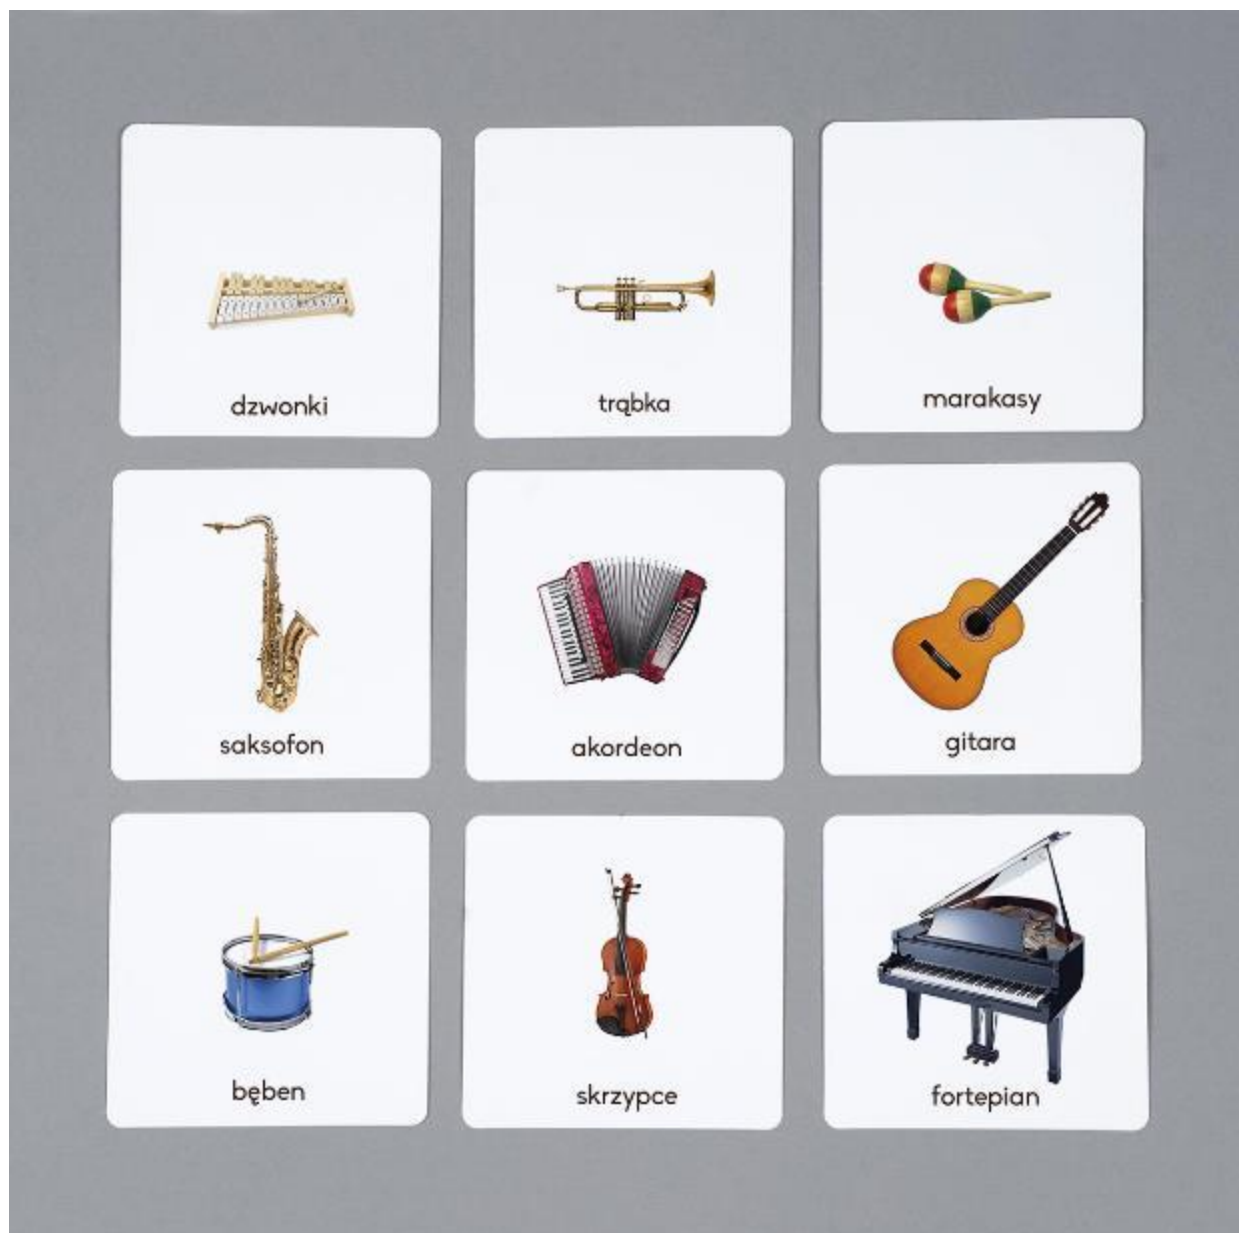 dzwonki
trąbka
marakasy
saksofon
akordeon
gitara
bęben
skrzypce
fortepian